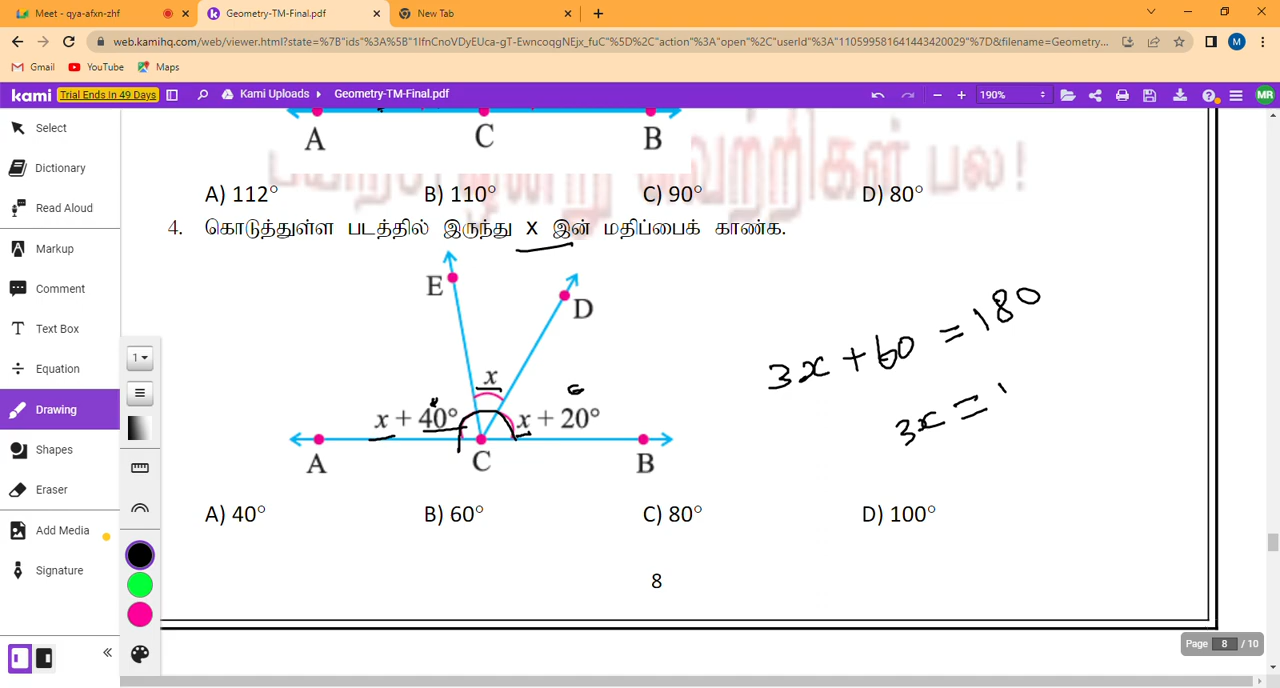 Meet - qya-afxn-zhf
Geometry-TM-Final.pdf
New Tab
web.kamihq.com/web/viewer.html?state=%7B"ids"%3A%5B"1IfnCnoVDyEUca-gT-EwncoqgNEjx_fuC"%5D%2C"action"%3A"open"%2C"userId"%3A"110599581641443420029"%7D&filename=Geometry...
M
Gmail
YouTube
Maps
kami
Trial Ends In 49 Days
Kami Uploads
Geometry-TM-Final.pdf
190%
MR
Select
Dictionary
Read Aloud
Markup
Comment
Text Box
Equation
Drawing
Shapes
Eraser
Add Media
Signature
1
A C B
வெற்றிகள் பல!
A) 112° B) 110° C) 90° D) 80°
4. கொடுத்துள்ள படத்தில் இருந்து x இன் மதிப்பைக் காண்க.
E
D
x
x + 40° x + 20°
A C B
3x + 60 = 180
3x =
A) 40° B) 60° C) 80° D) 100°
8
Page 8 / 10